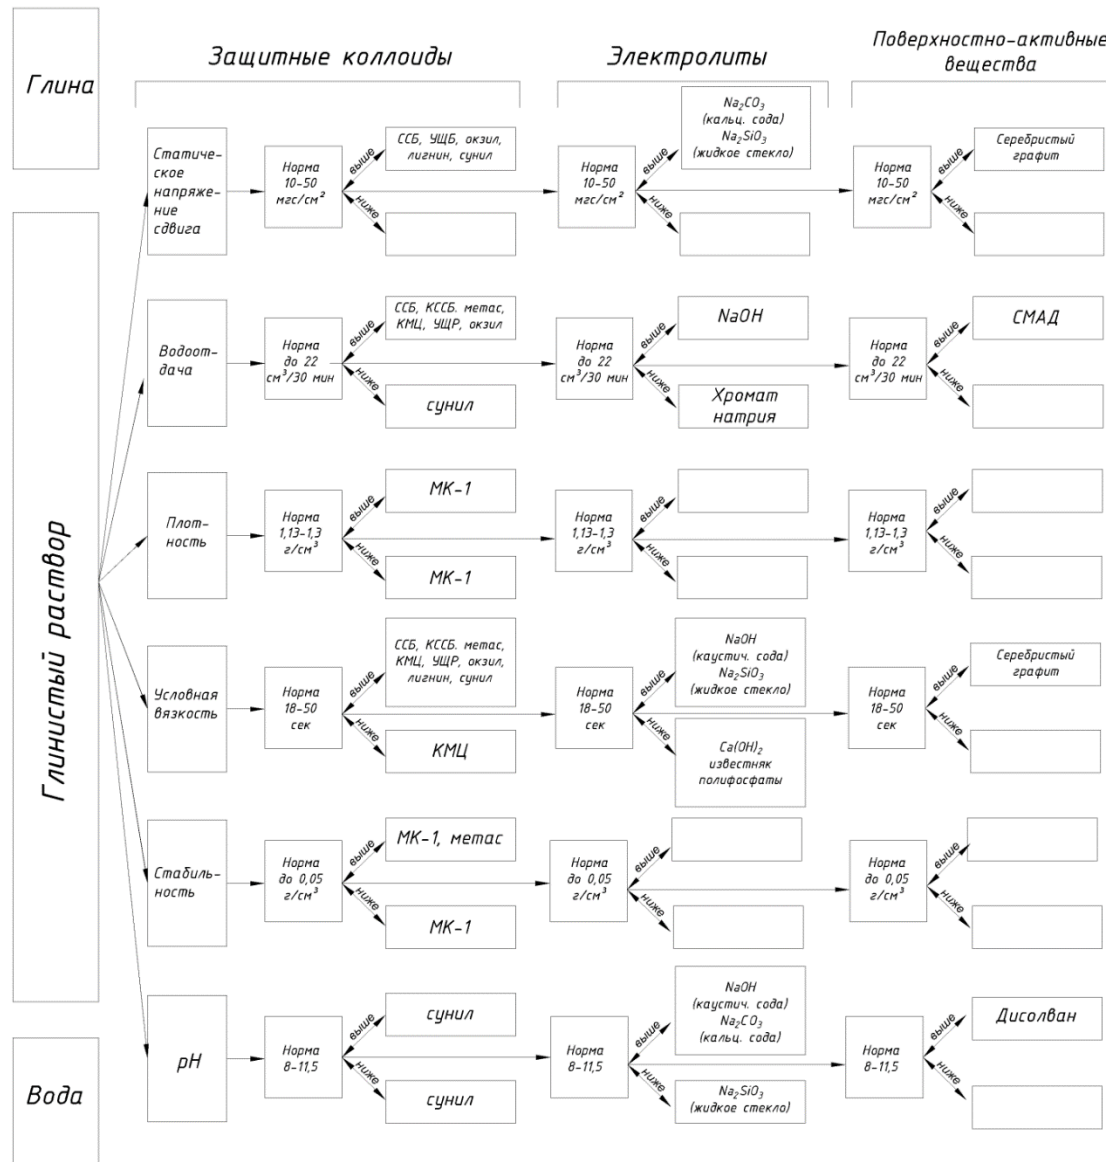 Глина
Защитные коллоиды
Электролиты
Поверхностно-активные
вещества
Глинистый раствор
Вода
Статиче-
ское
напряже-
ние
сдвига
Норма
10-50
мгс/см²
выше
ССБ, УЩБ, окзил,
лигнин, сунил
ниже
Норма
10-50
мгс/см²
выше
Na₂CO₃
(кальц. сода)
Na₂SiO₃
(жидкое стекло)
ниже
Норма
10-50
мгс/см²
выше
Серебристый
графит
ниже
Водоот-
дача
Норма
до 22
см³/30 мин
выше
ССБ, КССБ. метас,
КМЦ, УЩР, окзил
ниже
сунил
Норма
до 22
см³/30 мин
выше
NaOH
ниже
Хромат
натрия
Норма
до 22
см³/30 мин
выше
СМАД
ниже
Плот-
ность
Норма
1,13-1,3
г/см³
выше
МК-1
ниже
МК-1
Норма
1,13-1,3
г/см³
выше
ниже
Норма
1,13-1,3
г/см³
выше
ниже
Условная
вязкость
Норма
18-50
сек
выше
ССБ, КССБ. метас,
КМЦ, УЩР, окзил,
лигнин, сунил
ниже
КМЦ
Норма
18-50
сек
выше
NaOH
(каустич. сода)
Na₂SiO₃
(жидкое стекло)
ниже
Ca(OH)₂
известняк
полифосфаты
Норма
18-50
сек
выше
Серебристый
графит
ниже
Стабиль-
ность
Норма
до 0,05
г/см³
выше
МК-1, метас
ниже
МК-1
Норма
до 0,05
г/см³
выше
ниже
Норма
до 0,05
г/см³
выше
ниже
pH
Норма
8-11,5
выше
сунил
ниже
сунил
Норма
8-11,5
выше
NaOH
(каустич. сода)
Na₂CO₃
(кальц. сода)
ниже
Na₂SiO₃
(жидкое стекло)
Норма
8-11,5
выше
Дисолван
ниже